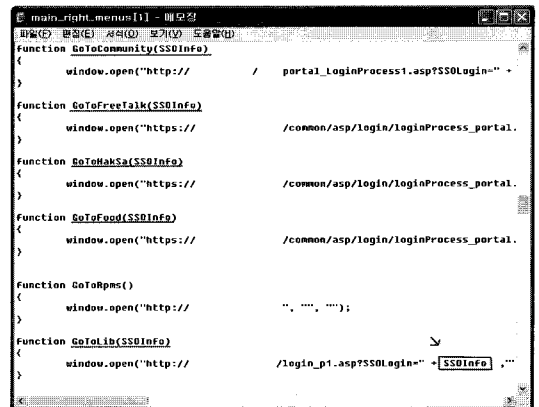 main_right_menus[1] - 메모장
파일(F) 편집(E) 서식(O) 보기(V) 도움말(H)
function GoToCommunity(SSOInfo)
{
window.open("http:// / portal_LoginProcess1.asp?SSOLogin=" +
}
function GoToFreeTalk(SSOInfo)
{
window.open("https:// /common/asp/login/loginProcess_portal.
}
function GoToHakSa(SSOInfo)
{
window.open("https:// /common/asp/login/loginProcess_portal.
}
function GoToFood(SSOInfo)
{
window.open("https:// /common/asp/login/loginProcess_portal.
}
function GoToRpms()
{
window.open("http:// ", "", "");
}
function GoToLib(SSOInfo)
{
window.open("http:// /login_p1.asp?SSOLogin=" + SSOInfo ,""
}